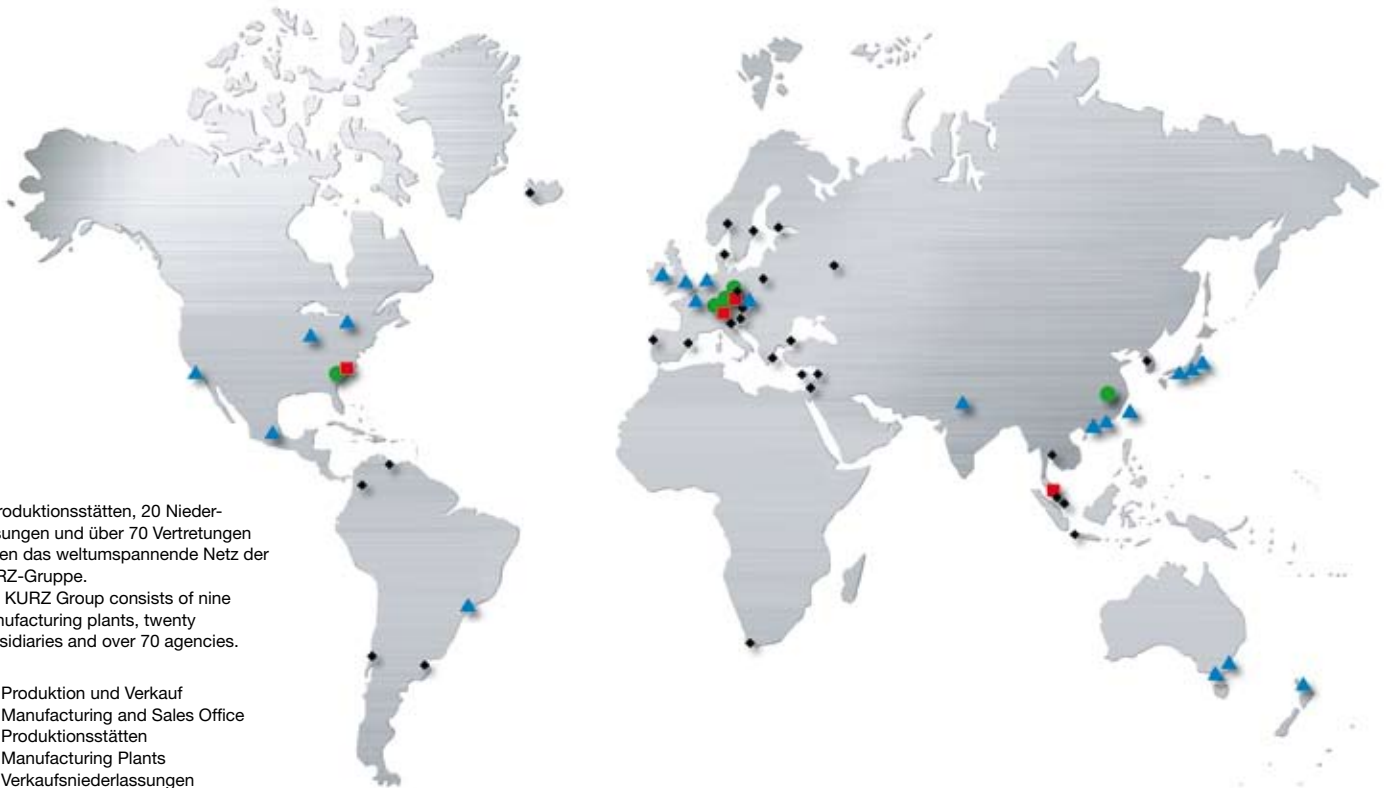 roduktionsstätten, 20 Nieder-
sungen und über 70 Vertretungen
en das weltumspannende Netz der
RZ-Gruppe.
KURZ Group consists of nine
nufacturing plants, twenty
sidiaries and over 70 agencies.
Produktion und Verkauf
Manufacturing and Sales Office
Produktionsstätten
Manufacturing Plants
Verkaufsniederlassungen